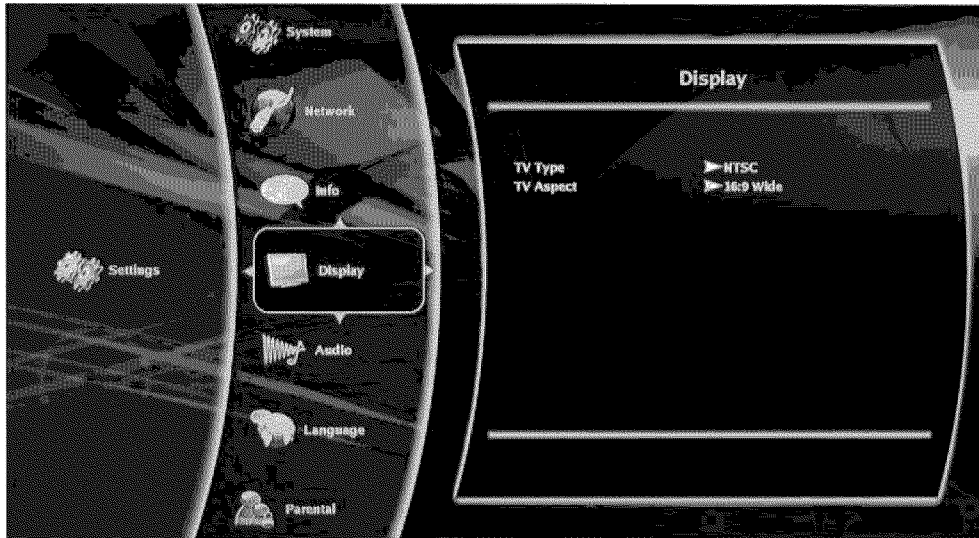 Settings
System
Network
Info
Display
Audio
Language
Parental
Display
TV Type NTSC
TV Aspect 16:9 Wide